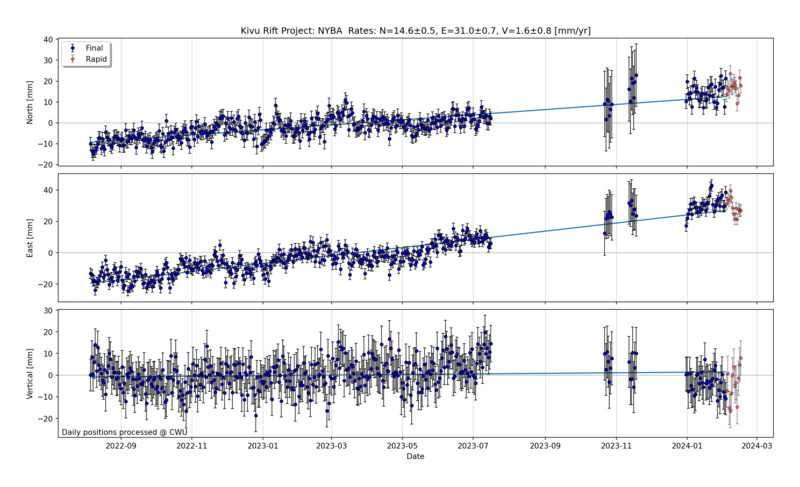 Kivu Rift Project: NYBA  Rates: N=14.6±0.5, E=31.0±0.7, V=1.6±0.8 [mm/yr]
Final
Rapid
North [mm]
40
30
20
10
0
−10
−20
East [mm]
40
20
0
−20
Vertical [mm]
30
20
10
0
−10
−20
Daily positions processed @ CWU
2022-09 2022-11 2023-01 2023-03 2023-05 2023-07 2023-09 2023-11 2024-01 2024-03
Date